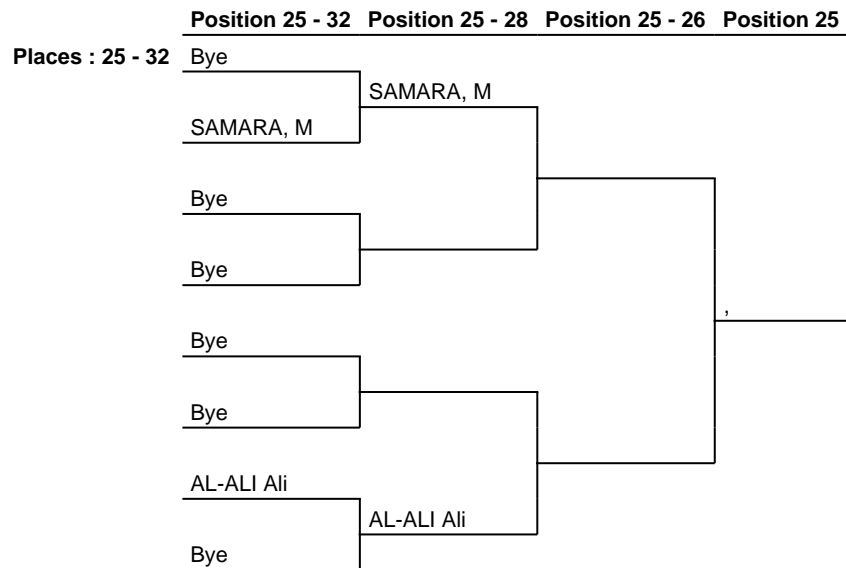 Position 25 - 32 Position 25 - 28 Position 25 - 26 Position 25
Places : 25 - 32 Bye
SAMARA, M
SAMARA, M
Bye
Bye
,
Bye
Bye
AL-ALI Ali
AL-ALI Ali
Bye